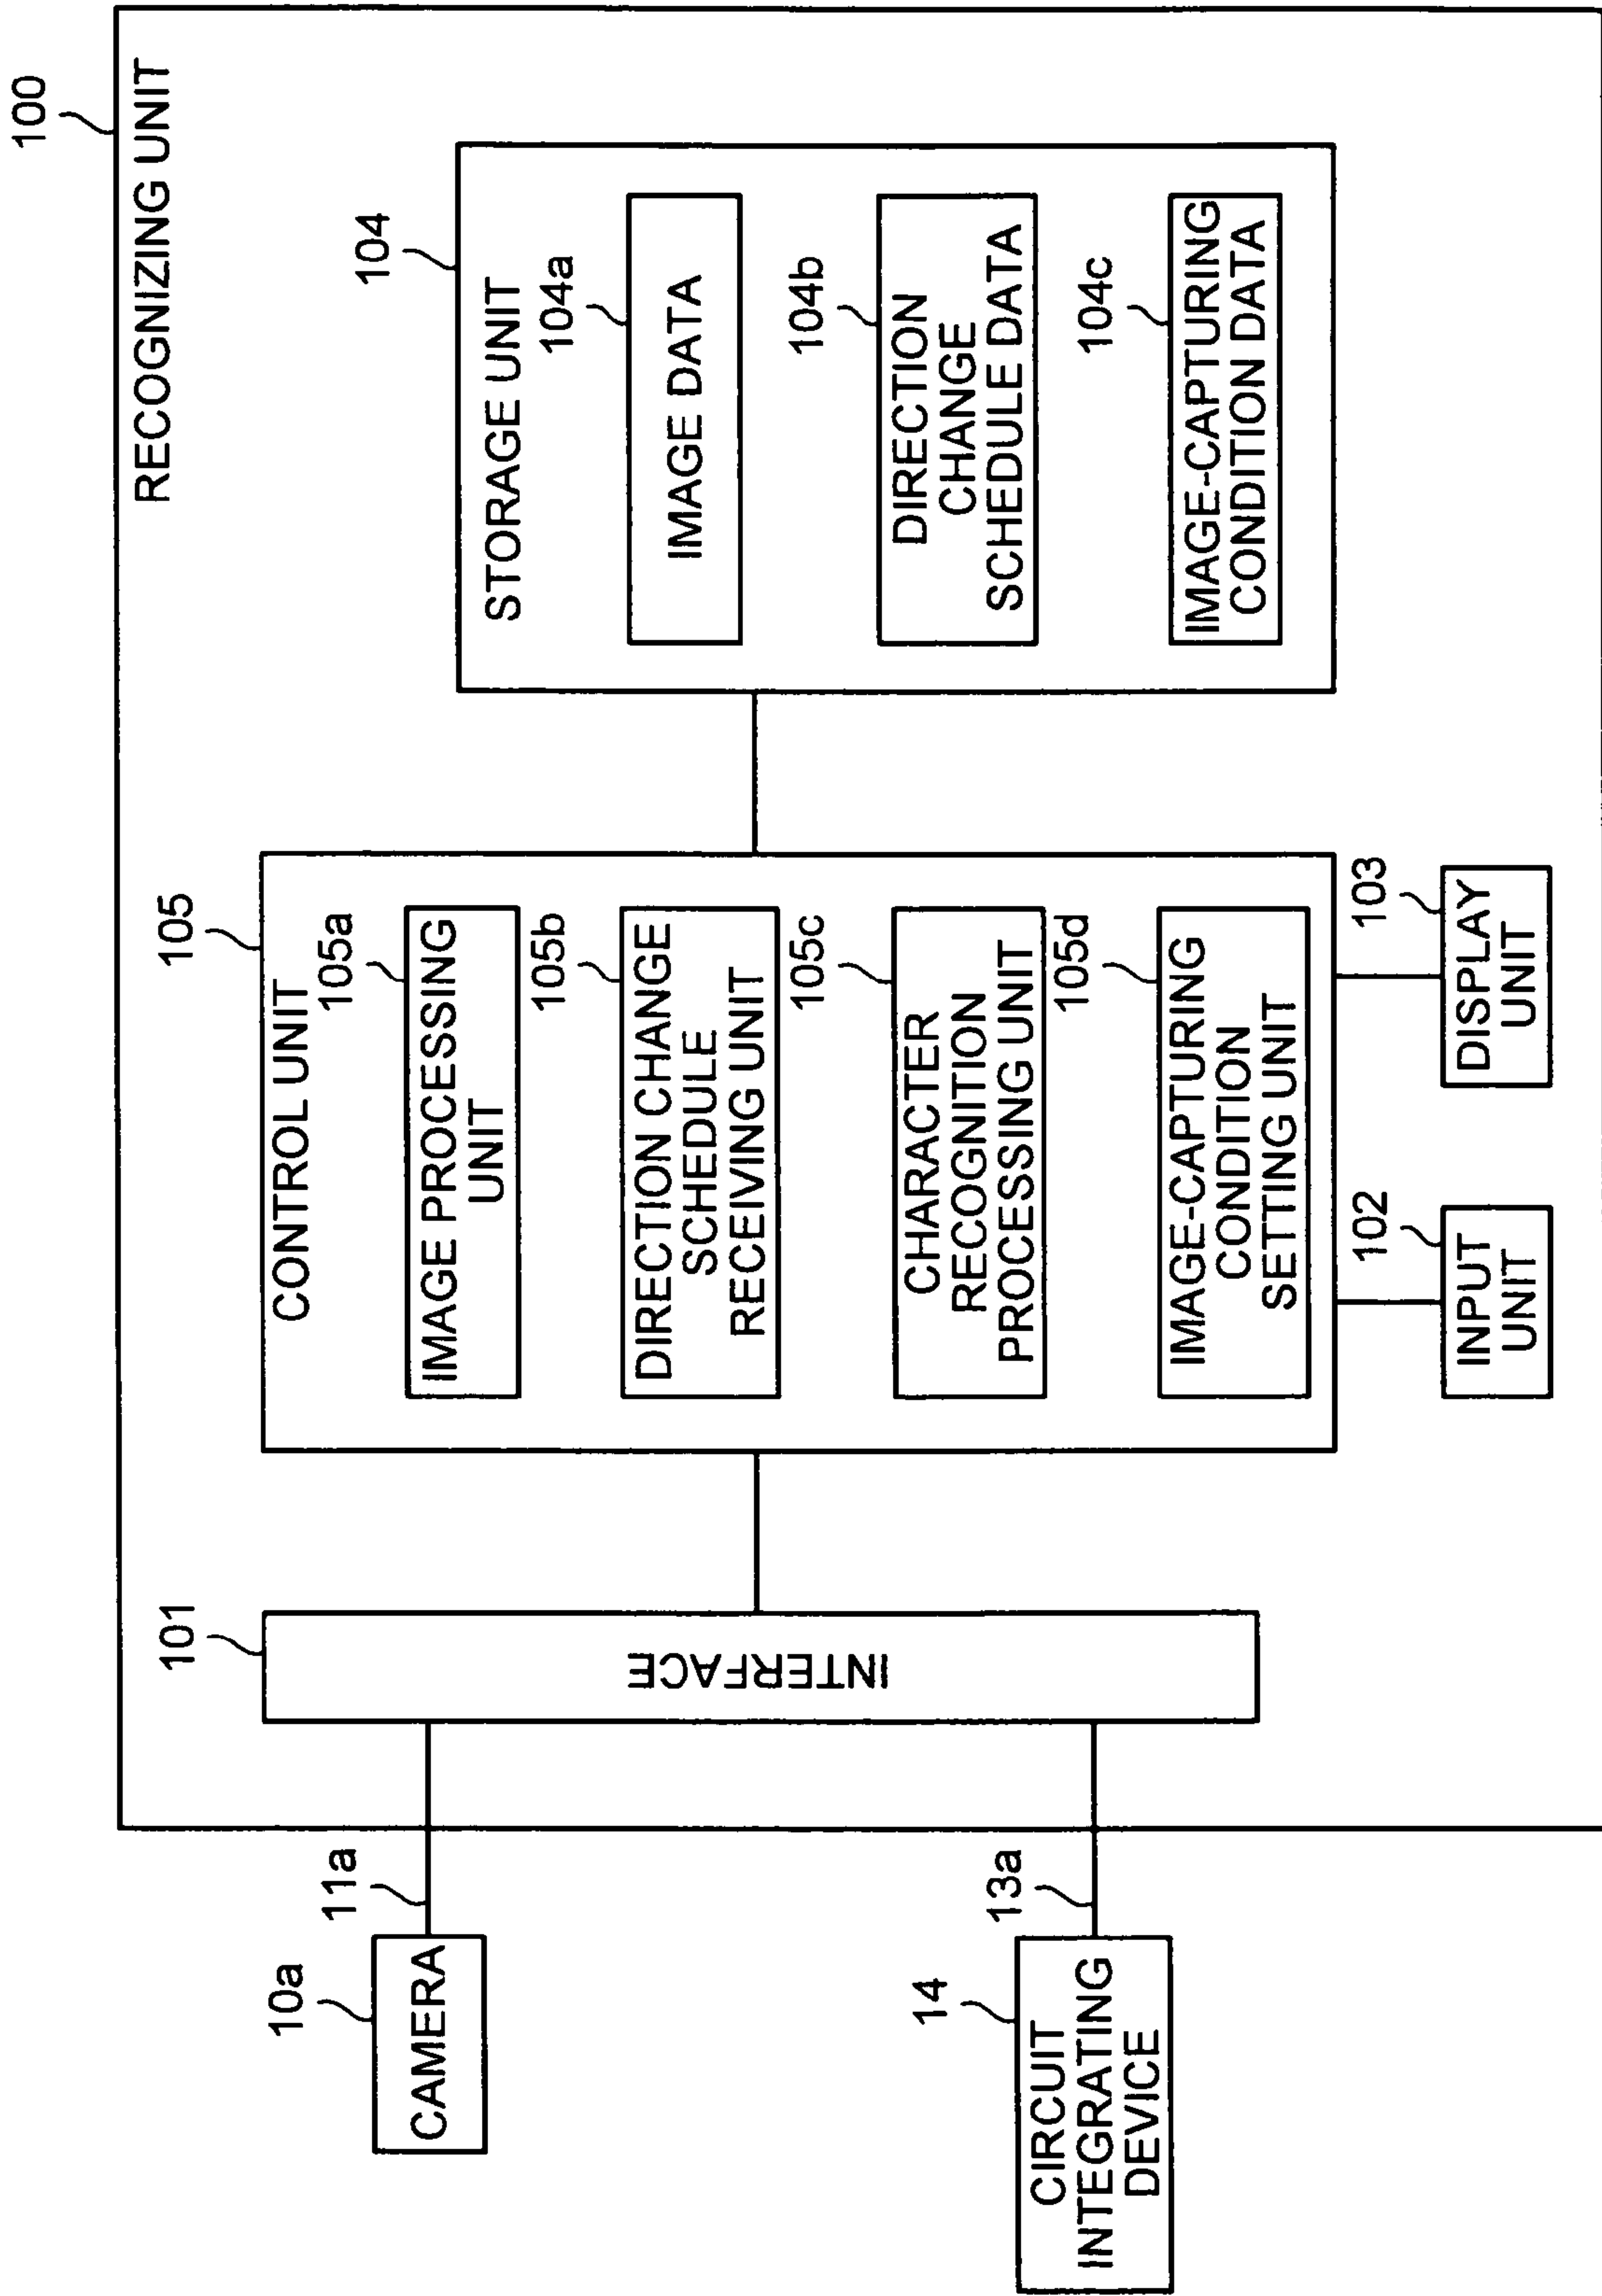 100
RECOGNIZING UNIT
10a
CAMERA
11a
14
CIRCUIT
INTEGRATING
DEVICE
13a
101
INTERFACE
105
CONTROL UNIT
105a
IMAGE PROCESSING
UNIT
105b
DIRECTION CHANGE
SCHEDULE
RECEIVING UNIT
105c
CHARACTER
RECOGNITION
PROCESSING UNIT
105d
IMAGE-CAPTURING
CONDITION
SETTING UNIT
102
INPUT
UNIT
103
DISPLAY
UNIT
104
STORAGE UNIT
104a
IMAGE DATA
104b
DIRECTION
CHANGE
SCHEDULE DATA
104c
IMAGE-CAPTURING
CONDITION DATA